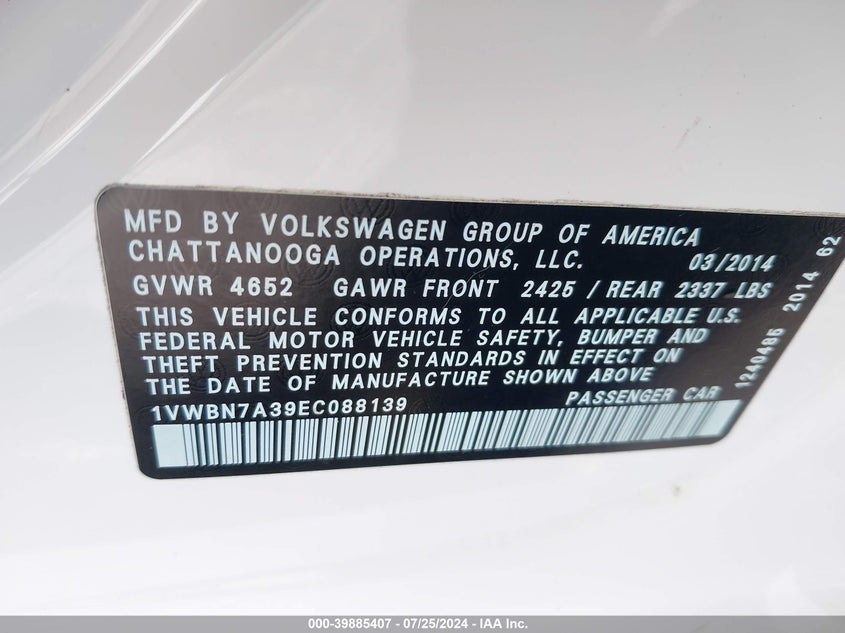 MFD BY VOLKSWAGEN GROUP OF AMERICA
CHATTANOOGA OPERATIONS, LLC. 03/2014
GVWR 4652 GAWR FRONT 2425 / REAR 2337 LBS
THIS VEHICLE CONFORMS TO ALL APPLICABLE U.S.
FEDERAL MOTOR VEHICLE SAFETY, BUMPER AND
THEFT PREVENTION STANDARDS IN EFFECT ON
THE DATE OF MANUFACTURE SHOWN ABOVE
1VWBN7A39EC088139 PASSENGER CAR
1240485 2014 62
000-39885407 - 07/25/2024 - IAA Inc.